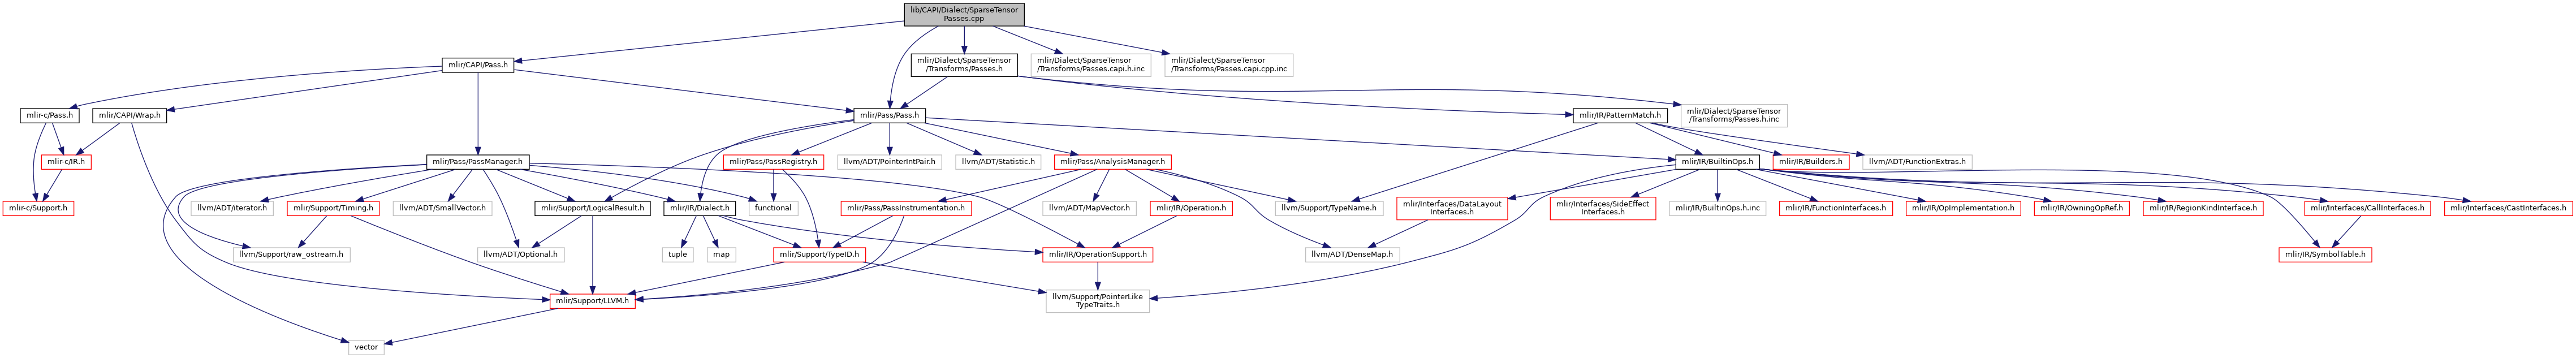 lib/CAPI/Dialect/SparseTensor
Passes.cpp
mlir/CAPI/Pass.h
mlir/Dialect/SparseTensor
/Transforms/Passes.h
mlir/Dialect/SparseTensor
/Transforms/Passes.capi.h.inc
mlir/Dialect/SparseTensor
/Transforms/Passes.capi.cpp.inc
mlir-c/Pass.h
mlir/CAPI/Wrap.h
mlir/Pass/Pass.h
mlir/IR/PatternMatch.h
mlir/Dialect/SparseTensor
/Transforms/Passes.h.inc
mlir-c/IR.h
mlir/Pass/PassManager.h
mlir/Pass/PassRegistry.h
llvm/ADT/PointerIntPair.h
llvm/ADT/Statistic.h
mlir/Pass/AnalysisManager.h
mlir/IR/BuiltinOps.h
mlir/IR/Builders.h
llvm/ADT/FunctionExtras.h
mlir-c/Support.h
llvm/ADT/iterator.h
mlir/Support/Timing.h
llvm/ADT/SmallVector.h
mlir/Support/LogicalResult.h
mlir/IR/Dialect.h
functional
mlir/Pass/PassInstrumentation.h
llvm/ADT/MapVector.h
mlir/IR/Operation.h
llvm/Support/TypeName.h
mlir/Interfaces/DataLayout
Interfaces.h
mlir/Interfaces/SideEffect
Interfaces.h
mlir/IR/BuiltinOps.h.inc
mlir/IR/FunctionInterfaces.h
mlir/IR/OpImplementation.h
mlir/IR/OwningOpRef.h
mlir/IR/RegionKindInterface.h
mlir/Interfaces/CallInterfaces.h
mlir/Interfaces/CastInterfaces.h
llvm/Support/raw_ostream.h
llvm/ADT/Optional.h
tuple
map
mlir/Support/TypeID.h
mlir/IR/OperationSupport.h
llvm/ADT/DenseMap.h
mlir/IR/SymbolTable.h
mlir/Support/LLVM.h
llvm/Support/PointerLike
TypeTraits.h
vector